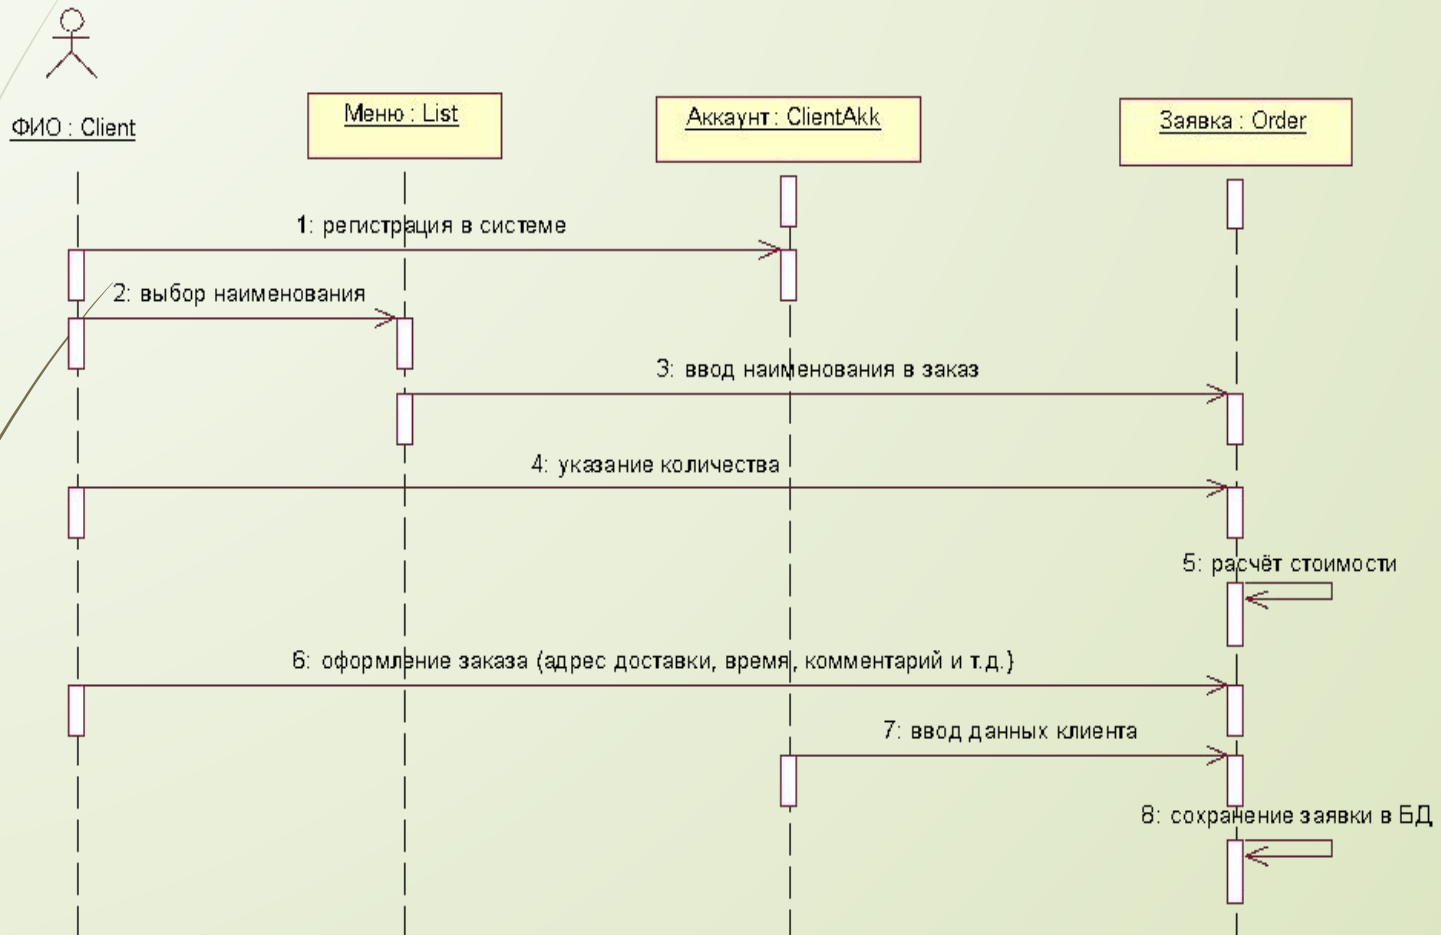 ФИО : Client
Меню : List
Аккаунт : ClientAkk
Заявка : Order
1: регистрация в системе
2: выбор наименования
3: ввод наименования в заказ
4: указание количества
5: расчёт стоимости
6: оформление заказа (адрес доставки, время, комментарий и т.д.)
7: ввод данных клиента
8: сохранение заявки в БД